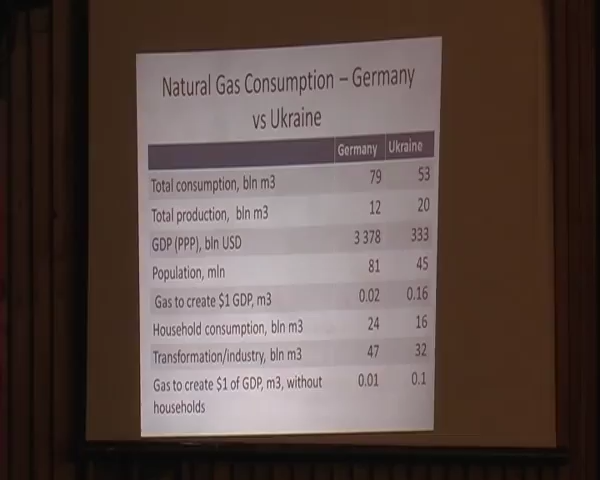 Natural Gas Consumption – Germany
vs Ukraine
Germany Ukraine
Total consumption, bln m3 79 53
Total production, bln m3 12 20
GDP (PPP), bln USD 3 378 333
Population, mln 81 45
Gas to create $1 GDP, m3 0.02 0.16
Household consumption, bln m3 24 16
Transformation/industry, bln m3 47 32
Gas to create $1 of GDP, m3, without 0.01 0.1
households